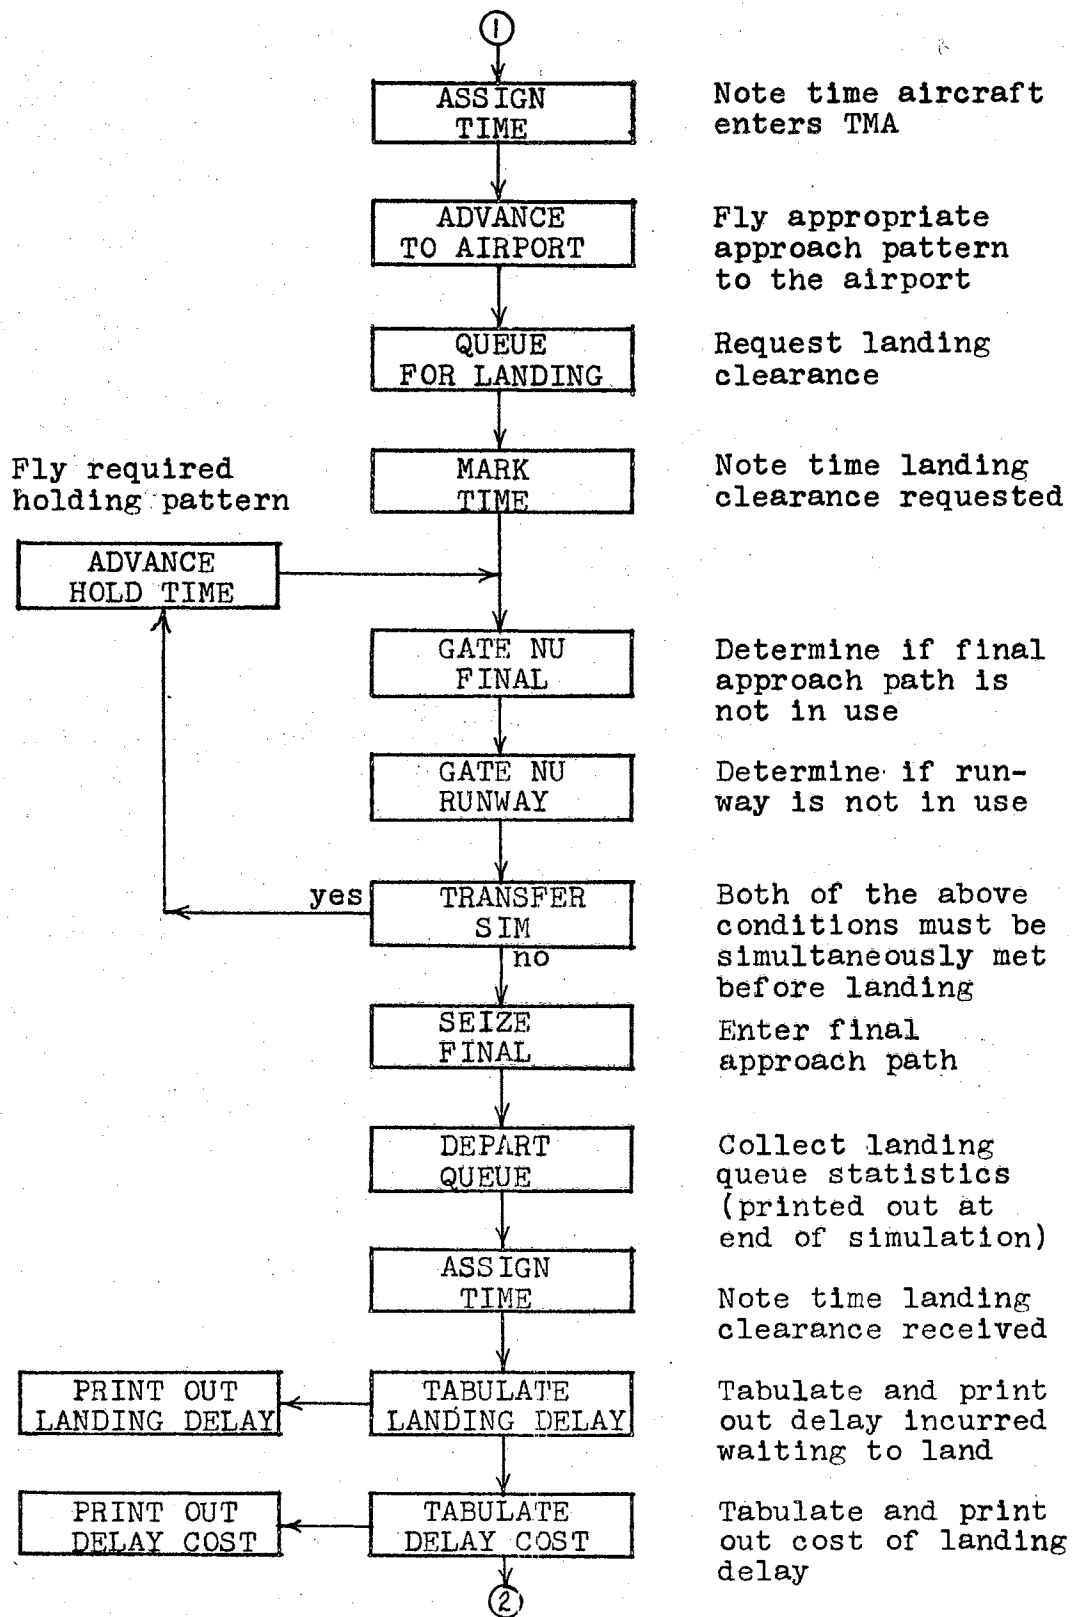 1
ASSIGN
TIME
Note time aircraft
enters TMA
ADVANCE
TO AIRPORT
Fly appropriate
approach pattern
to the airport
QUEUE
FOR LANDING
Request landing
clearance
Fly required
holding pattern
MARK
TIME
Note time landing
clearance requested
ADVANCE
HOLD TIME
GATE NU
FINAL
Determine if final
approach path is
not in use
GATE NU
RUNWAY
Determine if run-
way is not in use
yes
TRANSFER
SIM
no
Both of the above
conditions must be
simultaneously met
before landing
SEIZE
FINAL
Enter final
approach path
DEPART
QUEUE
Collect landing
queue statistics
(printed out at
end of simulation)
ASSIGN
TIME
Note time landing
clearance received
PRINT OUT
LANDING DELAY
TABULATE
LANDING DELAY
Tabulate and print
out delay incurred
waiting to land
PRINT OUT
DELAY COST
TABULATE
DELAY COST
Tabulate and print
out cost of landing
delay
2